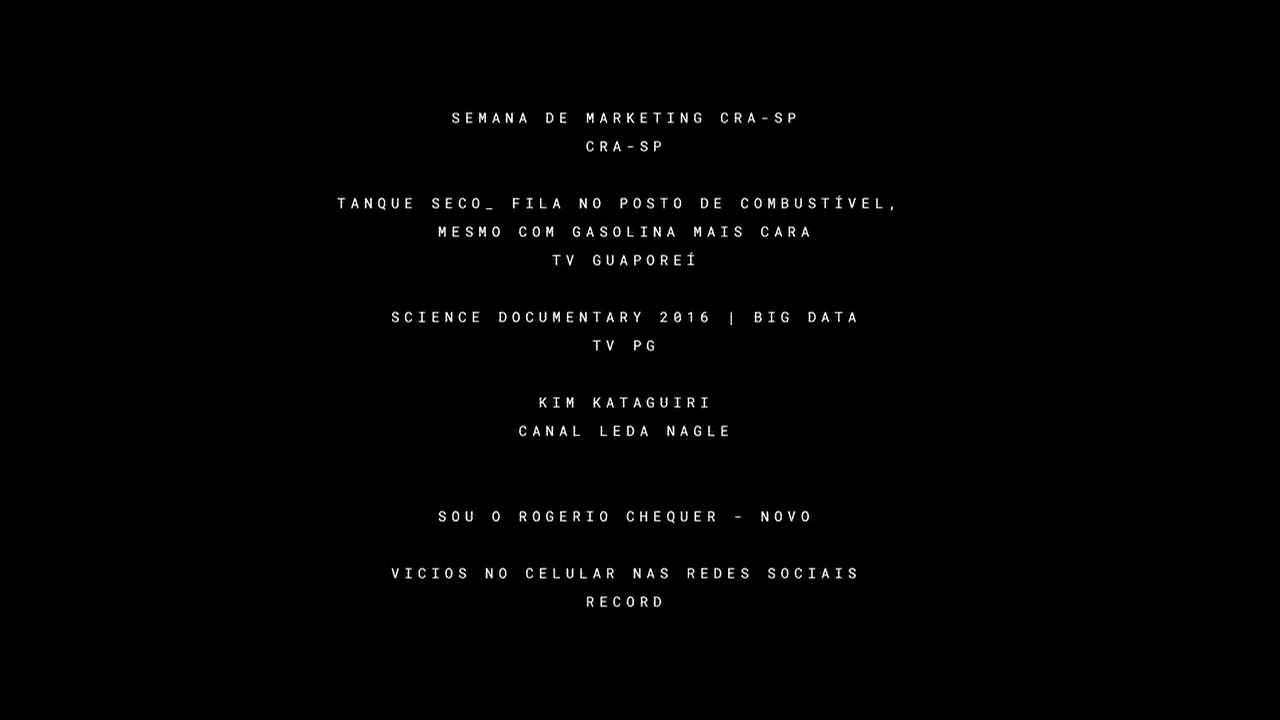 SEMANA DE MARKETING CRA-SP
CRA-SP
TANQUE SECO_ FILA NO POSTO DE COMBUSTÍVEL,
MESMO COM GASOLINA MAIS CARA
TV GUAPOREÍ
SCIENCE DOCUMENTARY 2016 | BIG DATA
TV PG
KIM KATAGUIRI
CANAL LEDA NAGLE
SOU O ROGERIO CHEQUER - NOVO
VICIOS NO CELULAR NAS REDES SOCIAIS
RECORD